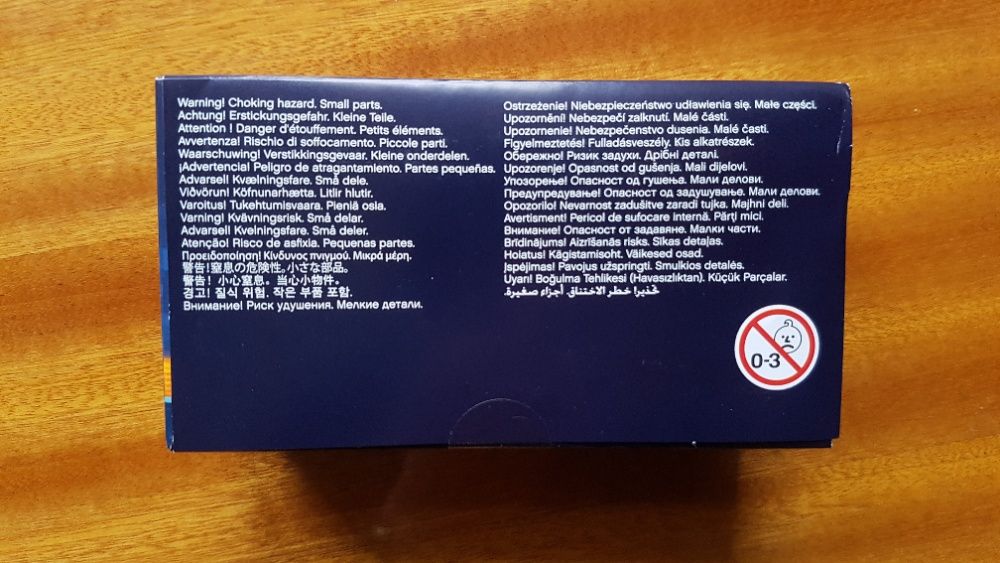 Warning! Choking hazard. Small parts.
Achtung! Erstickungsgefahr. Kleine Teile.
Attention ! Danger d'étouffement. Petits éléments.
Avvertenza! Rischio di soffocamento. Piccole parti.
Waarschuwing! Verstikkingsgevaar. Kleine onderdelen.
¡Advertencia! Peligro de atragantamiento. Partes pequeñas.
Advarsel! Kvælningsfare. Små dele.
Viðvörun! Köfnunarhætta. Litlir hlutir.
Varoitus! Tukehtumisvaara. Pieniä osia.
Varning! Kvävningsrisk. Små delar.
Advarsel! Kvelningsfare. Små deler.
Atenção! Risco de asfixia. Pequenas partes.
Προειδοποίηση! Κίνδυνος πνιγμού. Μικρά μέρη.
警告!窒息の危険性。小さな部品。
警告！小心窒息。当心小物件。
경고! 질식 위험. 작은 부품 포함.
Внимание! Риск удушения. Мелкие детали.
Ostrzeżenie! Niebezpieczeństwo udławienia się. Małe części.
Upozornění! Nebezpečí zalknutí. Malé části.
Upozornenie! Nebezpečenstvo dusenia. Malé časti.
Figyelmeztetés! Fulladásveszély. Kis alkatrészek.
Обережно! Ризик задухи. Дрібні деталі.
Upozorenje! Opasnost od gušenja. Mali dijelovi.
Упозорење! Опасност од гушења. Мали делови.
Предупредување! Опасност од задушување. Мали делови.
Opozorilo! Nevarnost zadušitve zaradi tujka. Majhni deli.
Avertisment! Pericol de sufocare internă. Părți mici.
Внимание! Опасност от задавяне. Малки части.
Brīdinājums! Aizrīšanās risks. Sīkas detaļas.
Hoiatus! Kägistamisoht. Väikesed osad.
Įspėjimas! Pavojus užspringti. Smulkios detalės.
Uyarı! Boğulma Tehlikesi (Havasızlıktan). Küçük Parçalar.
تحذير! خطر الاختناق. أجزاء صغيرة.
0-3